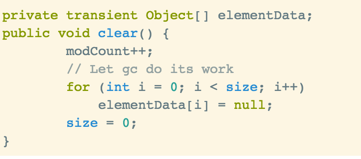 private transient Object[] elementData;
public void clear() {
        modCount++;
        // Let gc do its work
        for (int i = 0; i < size; i++)
            elementData[i] = null;
        size = 0;
}